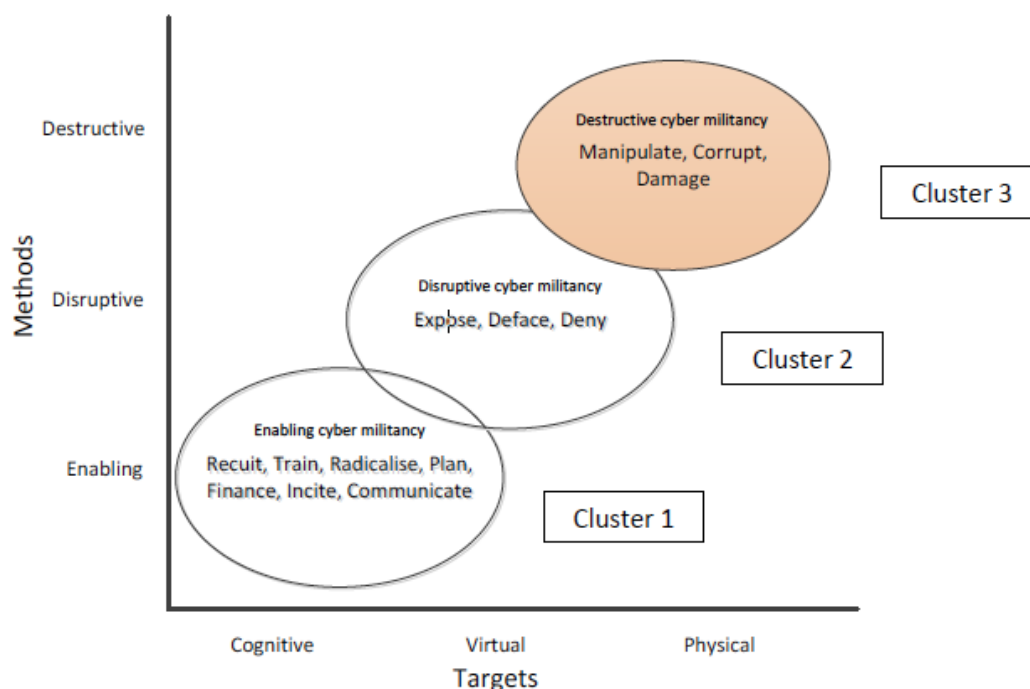 Destructive
Destructive cyber militancy
Manipulate, Corrupt,
Damage
Cluster 3
Methods
Disruptive
Disruptive cyber militancy
Expose, Deface, Deny
Cluster 2
Enabling
Enabling cyber militancy
Recuit, Train, Radicalise, Plan,
Finance, Incite, Communicate
Cluster 1
Cognitive
Virtual
Physical
Targets